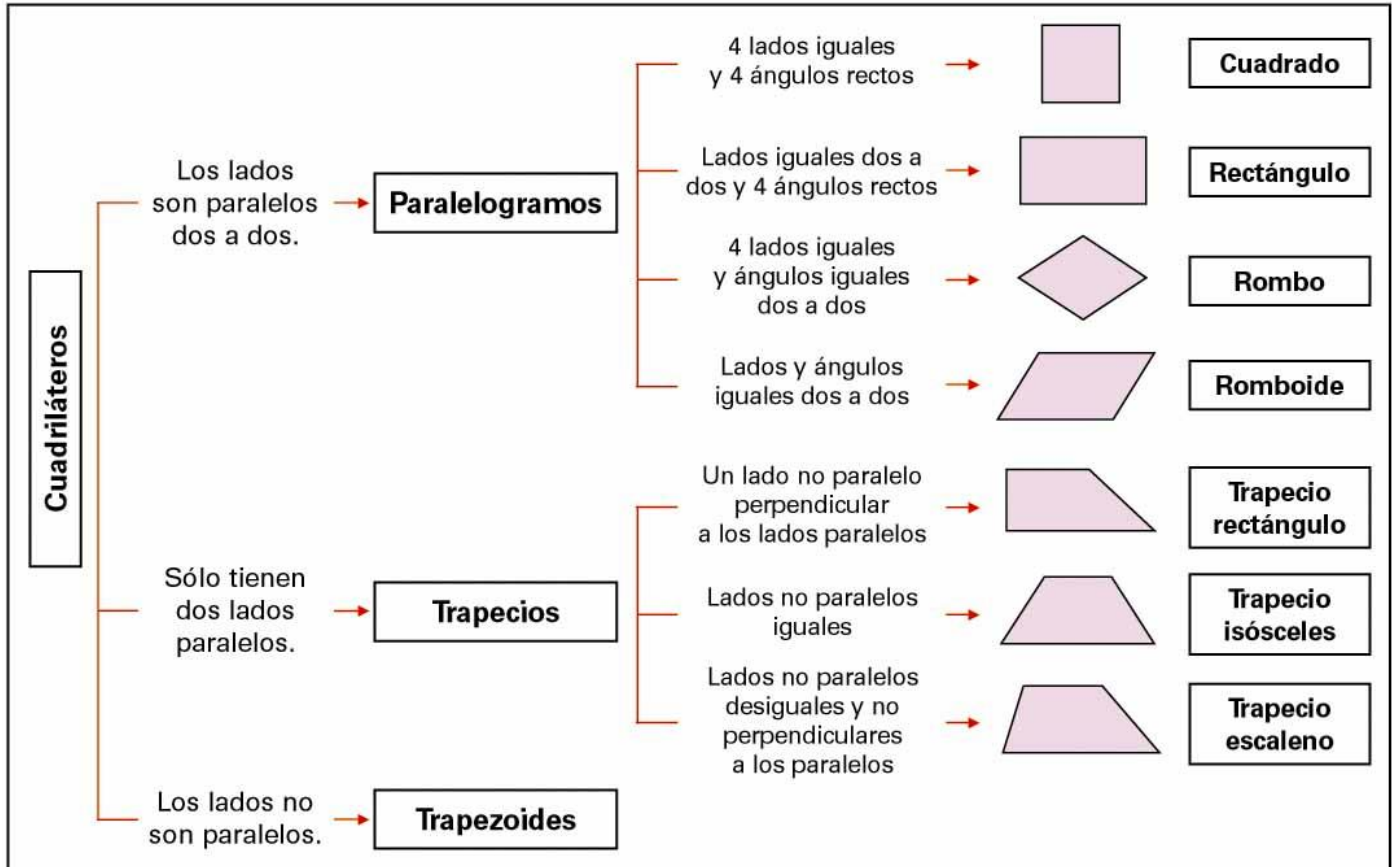 Cuadriláteros
Los lados
son paralelos
dos a dos.
Paralelogramos
4 lados iguales
y 4 ángulos rectos
Cuadrado
Lados iguales dos a
dos y 4 ángulos rectos
Rectángulo
4 lados iguales
y ángulos iguales
dos a dos
Rombo
Lados y ángulos
iguales dos a dos
Romboide
Sólo tienen
dos lados
paralelos.
Trapecios
Un lado no paralelo
perpendicular
a los lados paralelos
Trapecio
rectángulo
Lados no paralelos
iguales
Trapecio
isósceles
Lados no paralelos
desiguales y no
perpendiculares
a los paralelos
Trapecio
escaleno
Los lados no
son paralelos.
Trapezoides